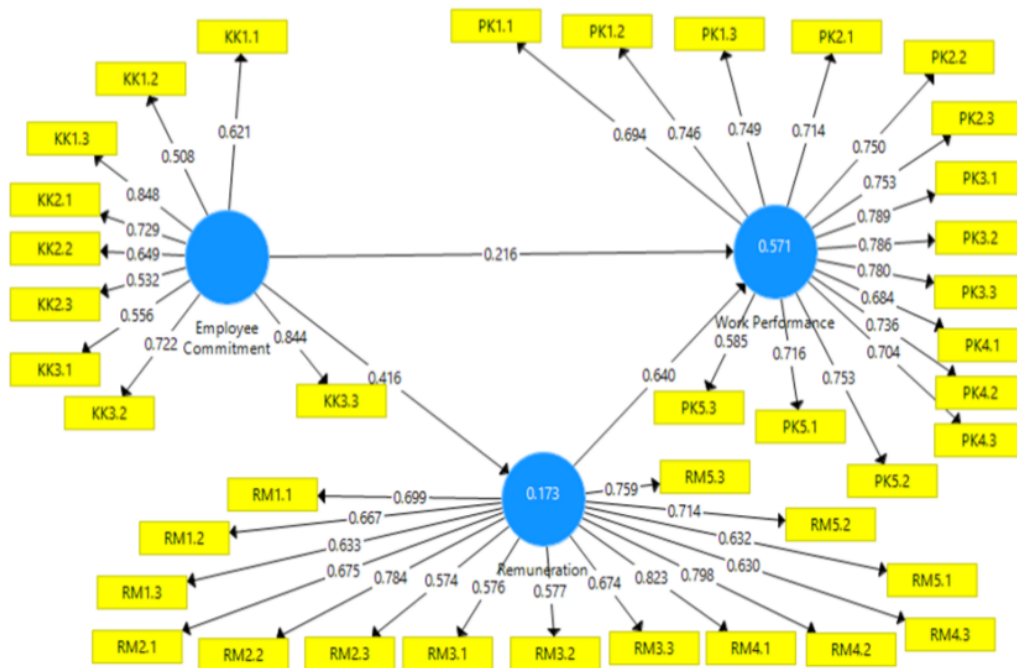 KK1.1
KK1.2
KK1.3
KK2.1
KK2.2
KK2.3
KK3.1
KK3.2
KK3.3
0.621
0.508
0.848
0.729
0.649
0.532
0.556
0.722
0.844
Employee
Commitment
0.216
0.416
0.640
PK1.1
PK1.2
PK1.3
PK2.1
PK2.2
PK2.3
PK3.1
PK3.2
PK3.3
PK4.1
PK4.2
PK4.3
PK5.2
PK5.1
PK5.3
0.694
0.746
0.749
0.714
0.750
0.753
0.789
0.786
0.780
0.684
0.736
0.704
0.753
0.716
0.585
0.571
Work Performance
0.173
Remuneration
RM1.1
RM1.2
RM1.3
RM2.1
RM2.2
RM2.3
RM3.1
RM3.2
RM3.3
RM4.1
RM4.2
RM4.3
RM5.1
RM5.2
RM5.3
0.699
0.667
0.633
0.675
0.784
0.574
0.576
0.577
0.674
0.823
0.798
0.630
0.632
0.714
0.759